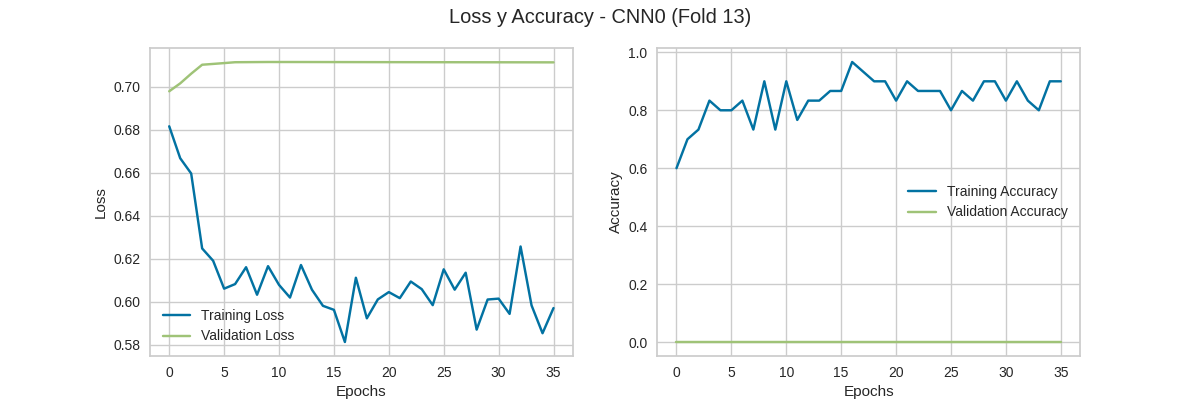 Loss y Accuracy - CNN0 (Fold 13)
0.70
0.68
0.66
0.64
0.62
0.60
0.58
Loss
Training Loss
Validation Loss
0 5 10 15 20 25 30 35
Epochs
1.0
0.8
0.6
0.4
0.2
0.0
Accuracy
Training Accuracy
Validation Accuracy
0 5 10 15 20 25 30 35
Epochs